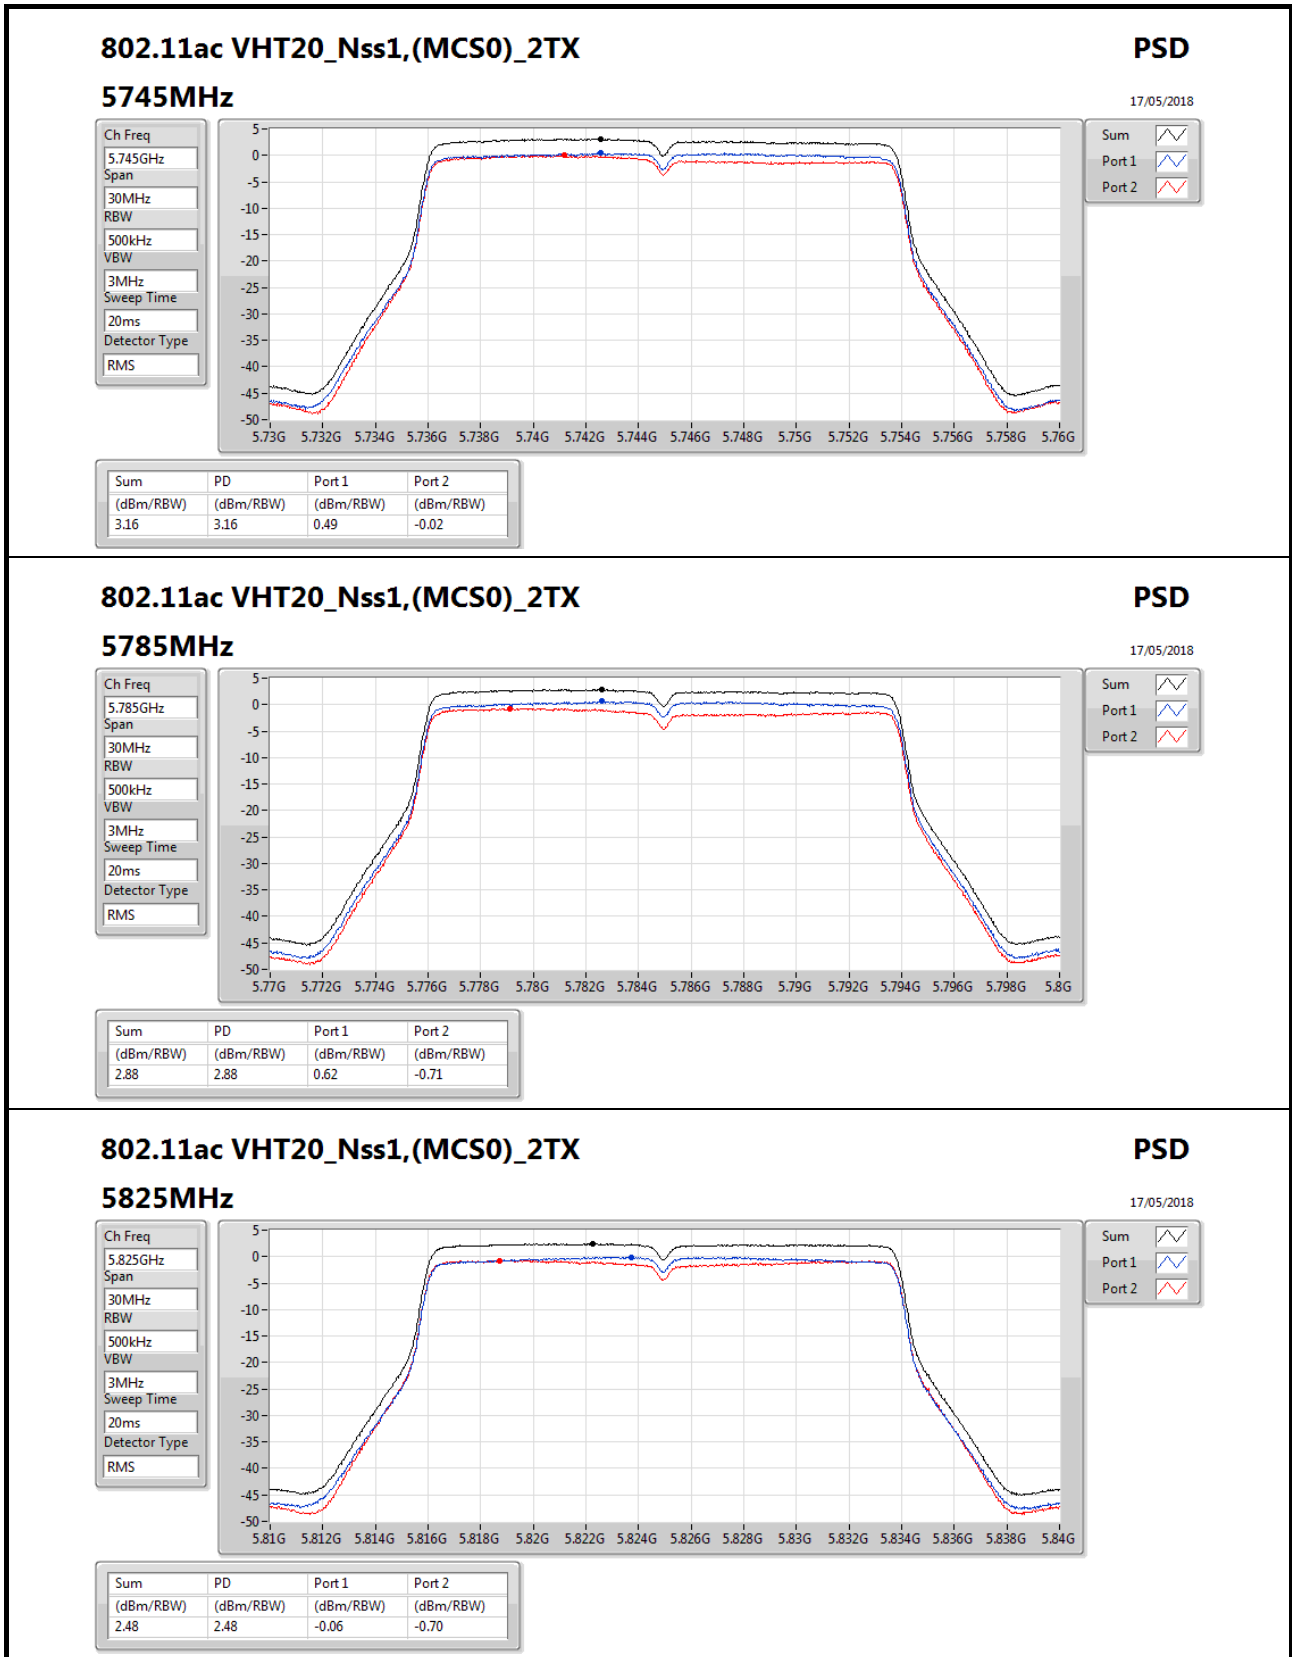 802.11ac VHT20_Nss1,(MCS0)_2TX PSD
5745MHz 17/05/2018
Ch Freq
5.745GHz
Span
30MHz
RBW
500kHz
VBW
3MHz
Sweep Time
20ms
Detector Type
RMS
5
0
-5
-10
-15
-20
-25
-30
-35
-40
-45
-50
5.73G 5.732G 5.734G 5.736G 5.738G 5.74G 5.742G 5.744G 5.746G 5.748G 5.75G 5.752G 5.754G 5.756G 5.758G 5.76G
Sum
Port 1
Port 2
Sum PD Port 1 Port 2
(dBm/RBW) (dBm/RBW) (dBm/RBW) (dBm/RBW)
3.16 3.16 0.49 -0.02
802.11ac VHT20_Nss1,(MCS0)_2TX PSD
5785MHz 17/05/2018
Ch Freq
5.785GHz
Span
30MHz
RBW
500kHz
VBW
3MHz
Sweep Time
20ms
Detector Type
RMS
5
0
-5
-10
-15
-20
-25
-30
-35
-40
-45
-50
5.77G 5.772G 5.774G 5.776G 5.778G 5.78G 5.782G 5.784G 5.786G 5.788G 5.79G 5.792G 5.794G 5.796G 5.798G 5.8G
Sum
Port 1
Port 2
Sum PD Port 1 Port 2
(dBm/RBW) (dBm/RBW) (dBm/RBW) (dBm/RBW)
2.88 2.88 0.62 -0.71
802.11ac VHT20_Nss1,(MCS0)_2TX PSD
5825MHz 17/05/2018
Ch Freq
5.825GHz
Span
30MHz
RBW
500kHz
VBW
3MHz
Sweep Time
20ms
Detector Type
RMS
5
0
-5
-10
-15
-20
-25
-30
-35
-40
-45
-50
5.81G 5.812G 5.814G 5.816G 5.818G 5.82G 5.822G 5.824G 5.826G 5.828G 5.83G 5.832G 5.834G 5.836G 5.838G 5.84G
Sum
Port 1
Port 2
Sum PD Port 1 Port 2
(dBm/RBW) (dBm/RBW) (dBm/RBW) (dBm/RBW)
2.48 2.48 -0.06 -0.70